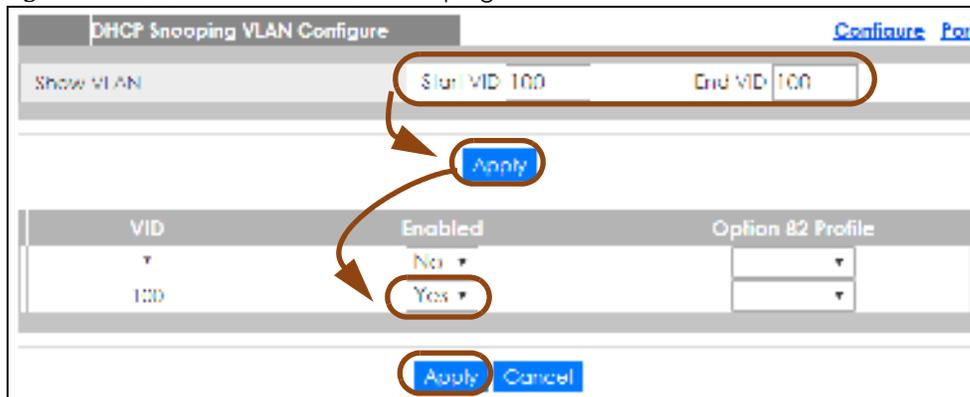 DHCP Snooping VLAN Configure Configure
Show VLAN Start VID 100 End VID 100
Apply
VID Enabled Option 82 Profile
* No
100 Yes
Apply Cancel